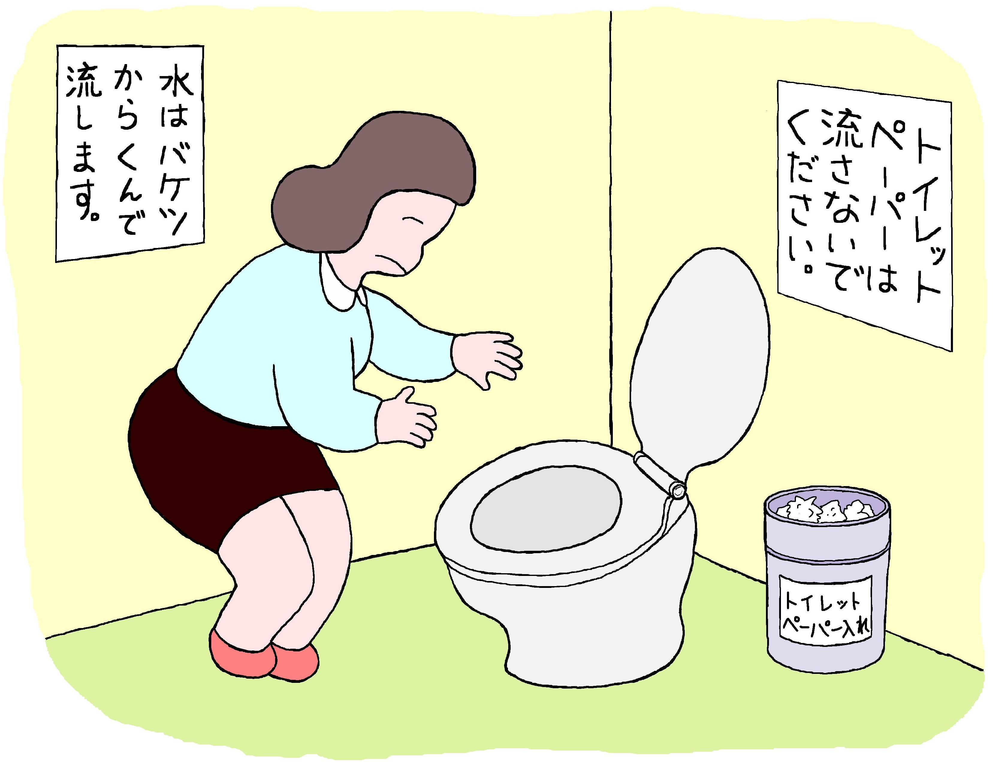 水はバケツ
からくんで
流します。
トイレット
ペーパーは
流さないで
ください。
トイレット
ペーパー入れ